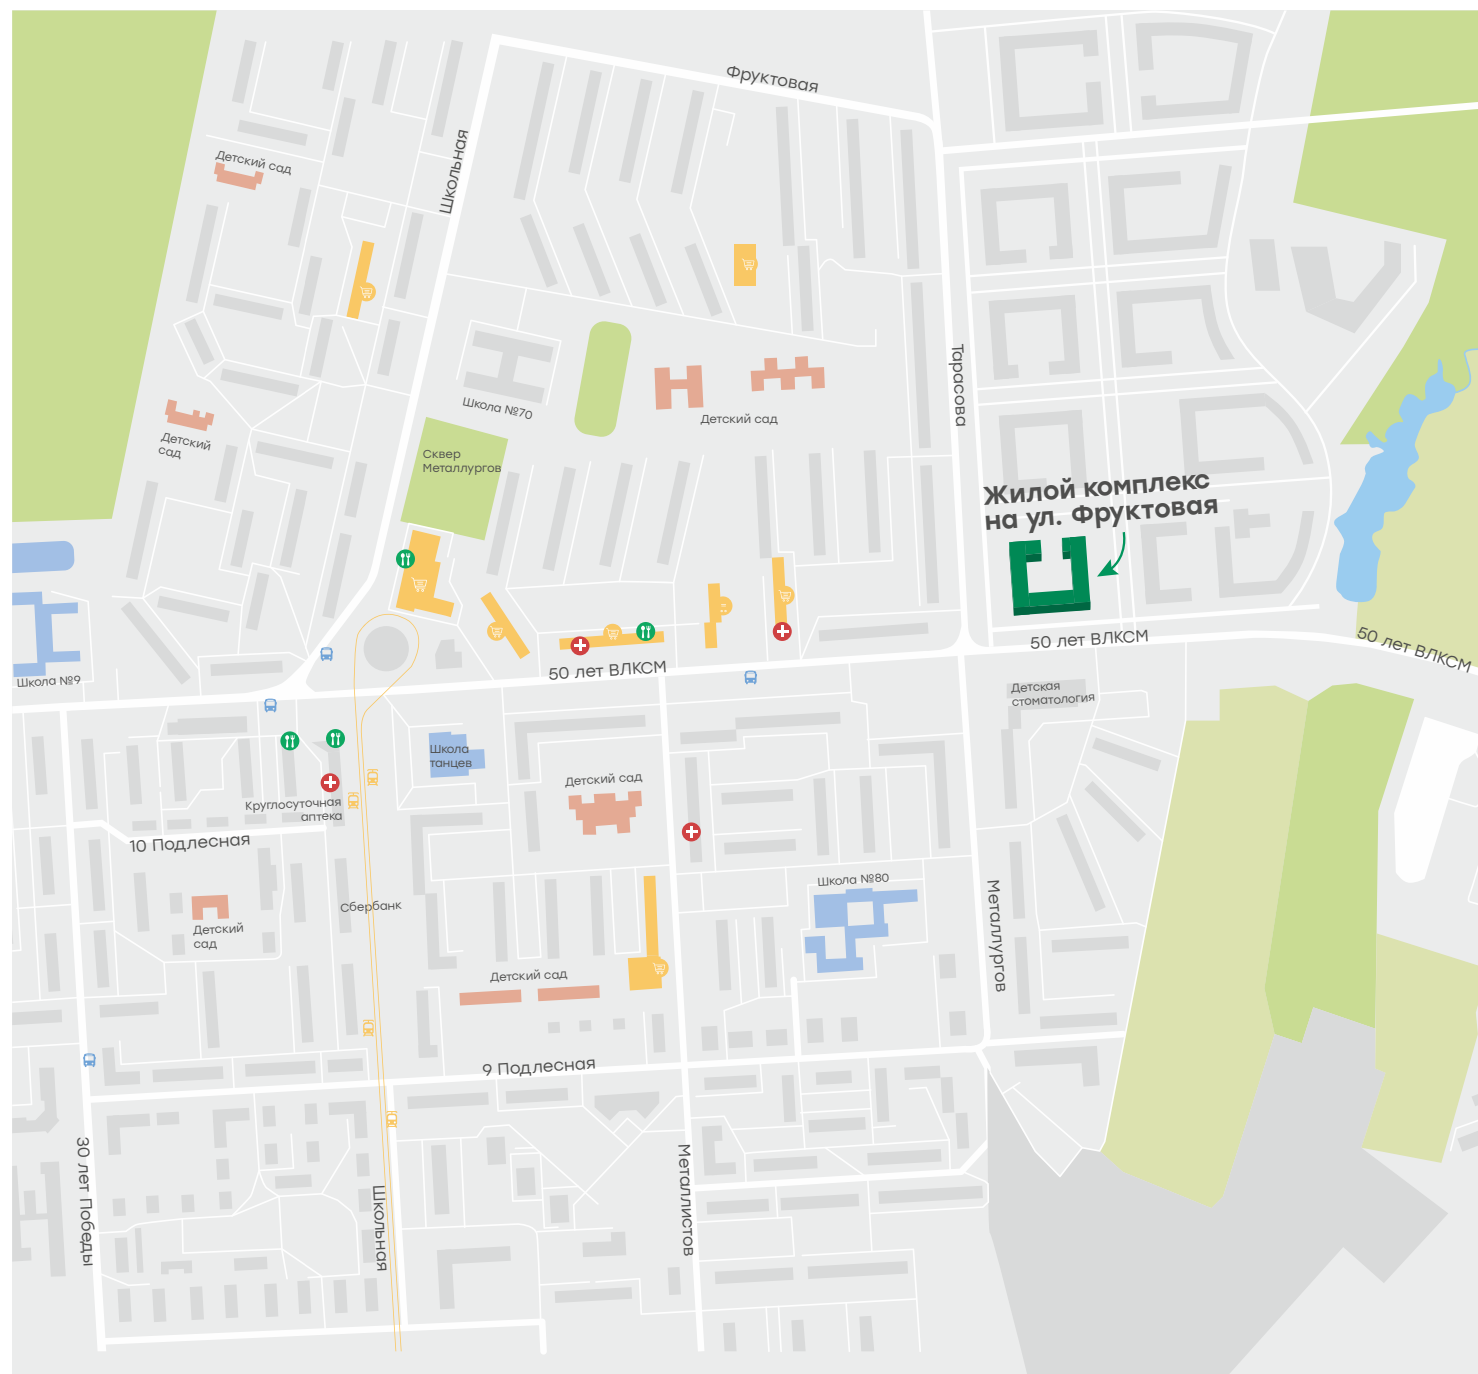 Фруктовая
Школьная
Детский сад
Тарасова
Школа №70
Детский сад
Детский
сад
Сквер
Металлургов
Жилой комплекс
на ул. Фруктовая
50 лет ВЛКСМ
50 лет ВЛКСМ
50 лет ВЛКСМ
Школа №9
Детская
стоматология
Школа
танцев
Детский сад
Круглосуточная
аптека
10 Подлесная
Школа №80
Металлургов
Сбербанк
Детский
сад
Детский сад
9 Подлесная
30 лет Победы
Школьная
Металлистов